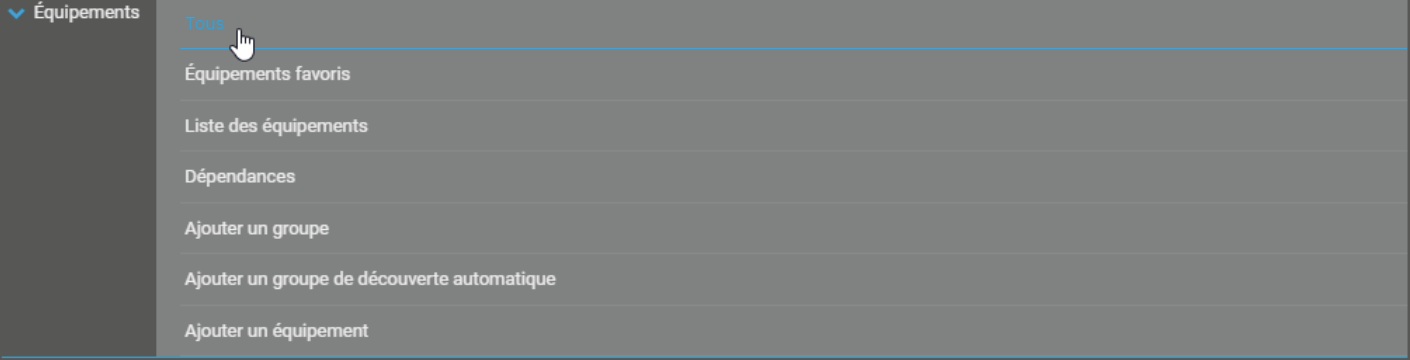 Équipements
Tous
Équipements favoris
Liste des équipements
Dépendances
Ajouter un groupe
Ajouter un groupe de découverte automatique
Ajouter un équipement